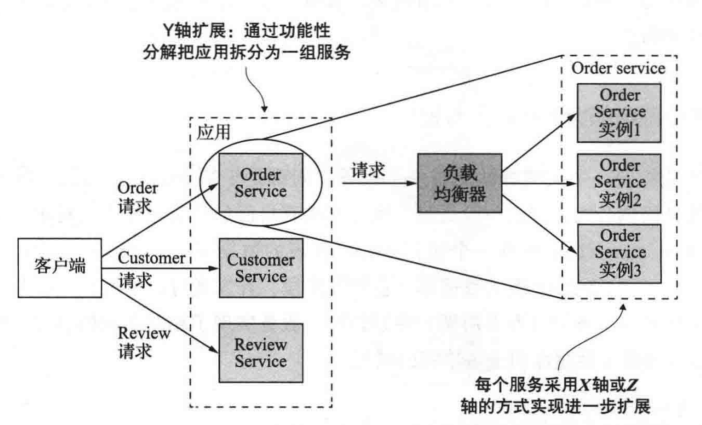 Y轴扩展：通过功能性
分解把应用拆分为一组服务
Order service
Order
Service
实例1
应用
Order
Service
请求
负载
均衡器
Order
Service
实例2
Order
请求
客户端
Customer
请求
Customer
Service
Order
Service
实例3
Review
请求
Review
Service
每个服务采用X轴或Z
轴的方式实现进一步扩展